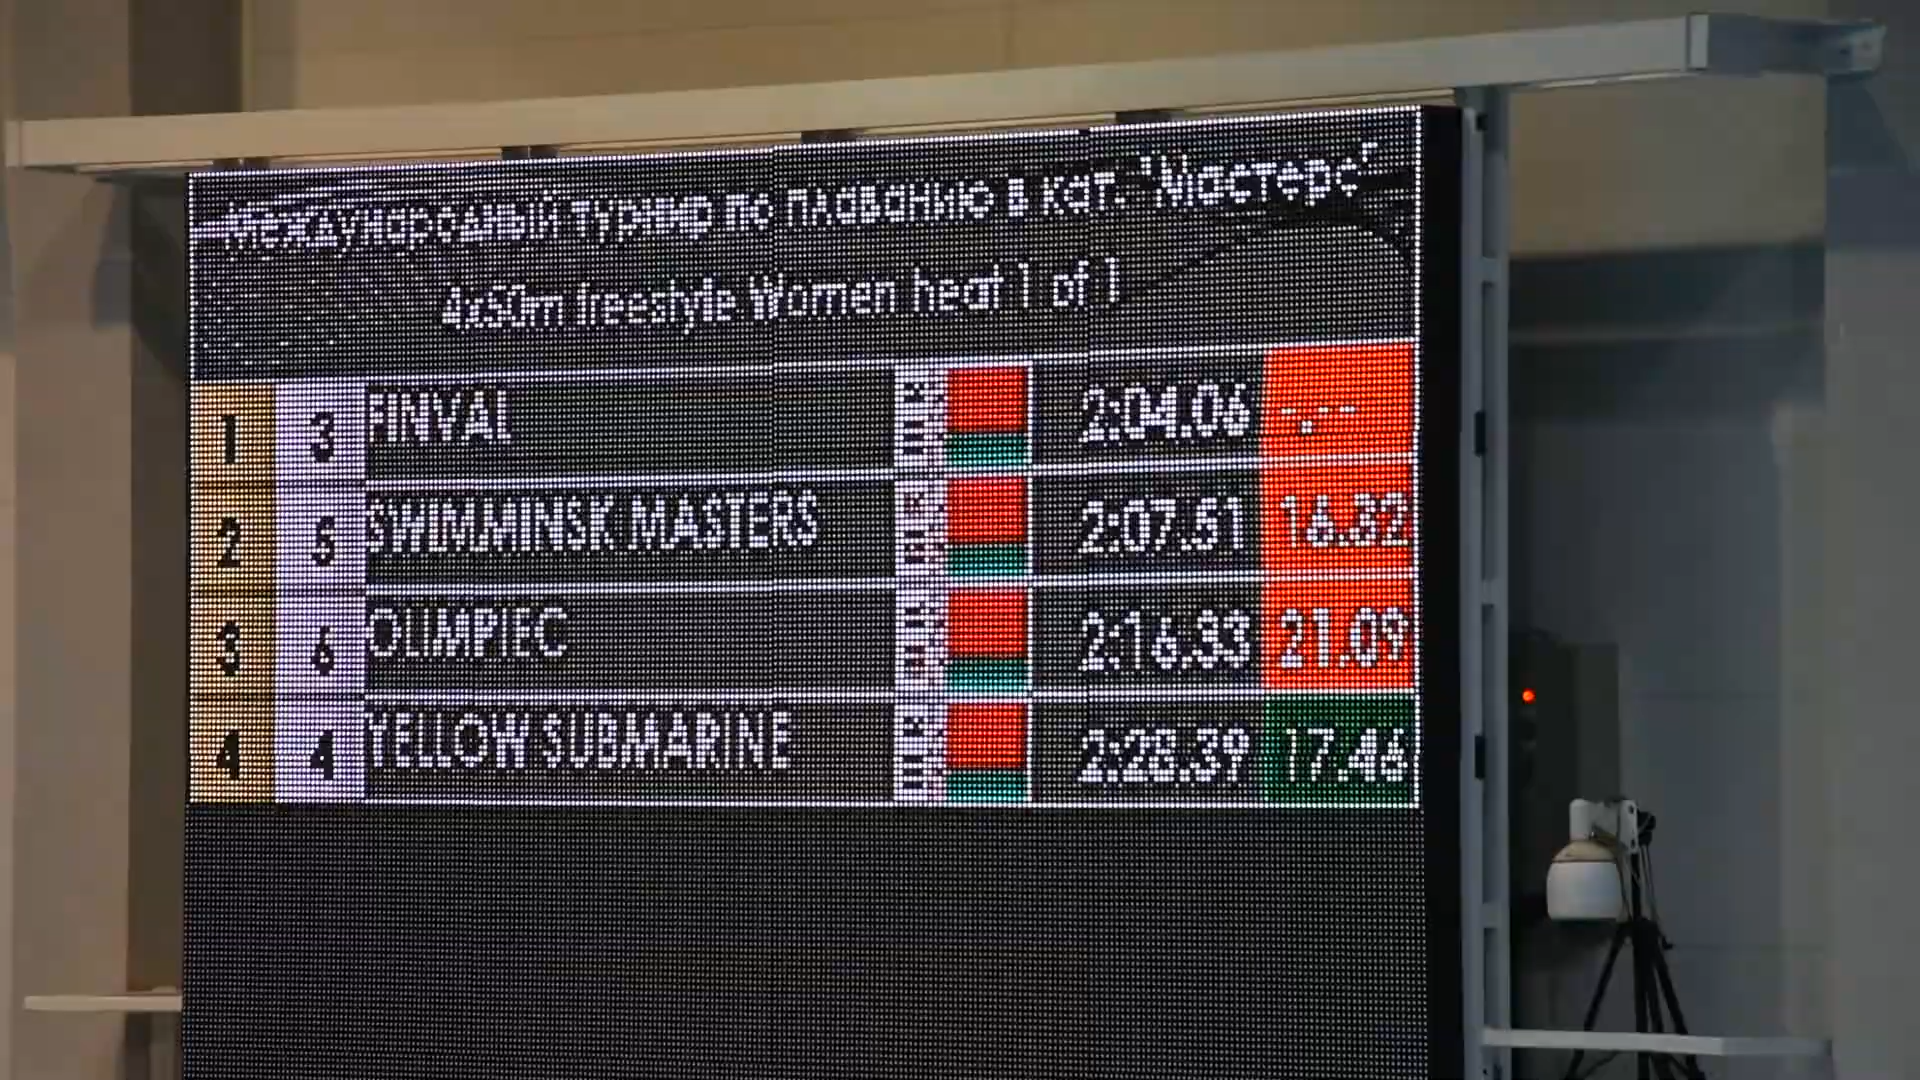 Международный турнир по плаванию в кат. "Мастерс"
4x50m freestyle Women heat 1 of 1
1 3 FINVAL 2:04.06 -.--
2 5 SWIMMINSK MASTERS 2:07.51 16.32
3 6 OLIMPIEC 2:16.33 21.09
4 4 YELLOW SUBMARINE 2:23.39 17.46